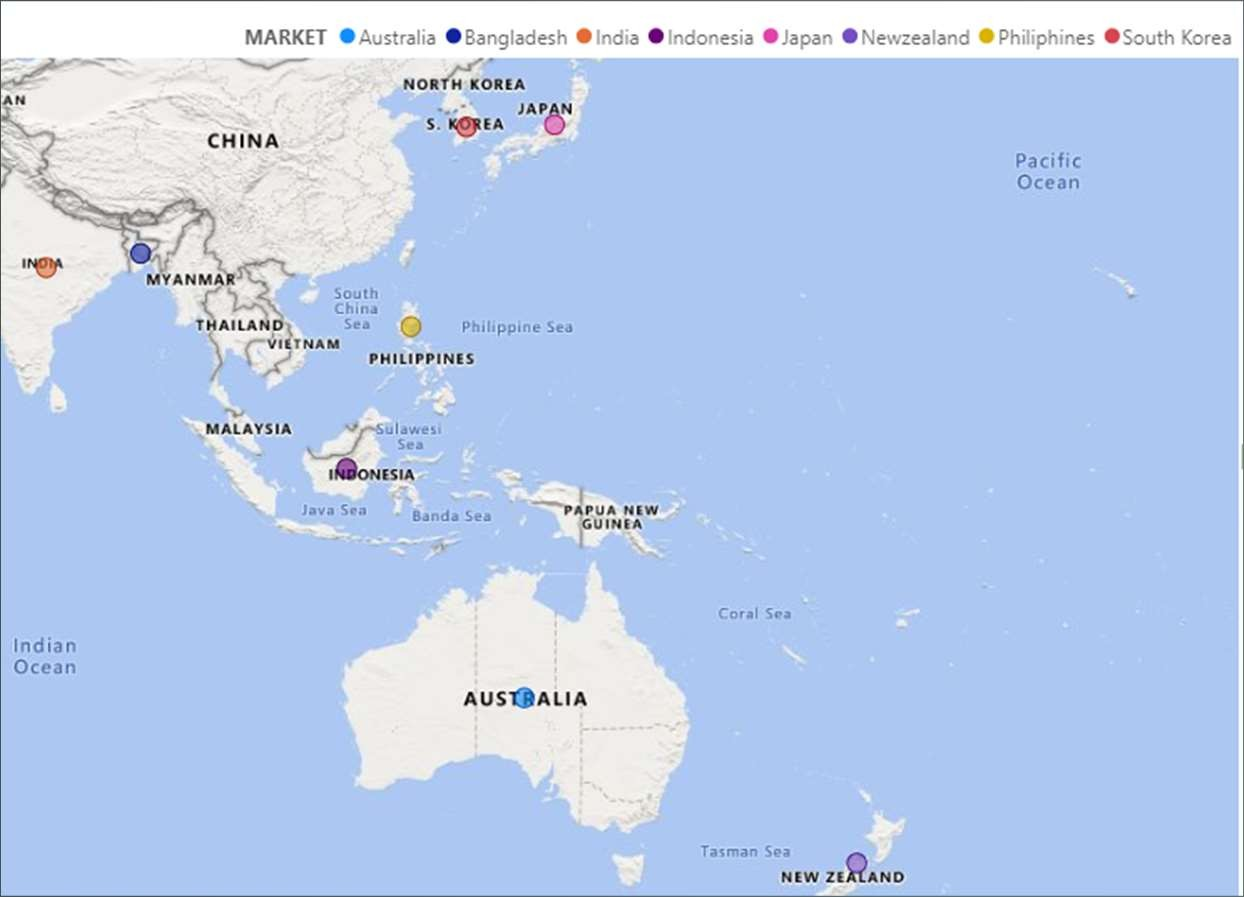 MARKET Australia Bangladesh India Indonesia Japan Newzealand Philiphines South Korea
NORTH KOREA
AN
JAPAN
S. KOREA
CHINA
Pacific
Ocean
INDIA
MYANMAR
South
China
Sea
THAILAND
Philippine Sea
VIETNAM
PHILIPPINES
MALAYSIA
Sulawesi
Sea
INDONESIA
Java Sea
Banda Sea
PAPUA NEW
GUINEA
Coral Sea
Indian
Ocean
AUSTRALIA
Tasman Sea
NEW ZEALAND